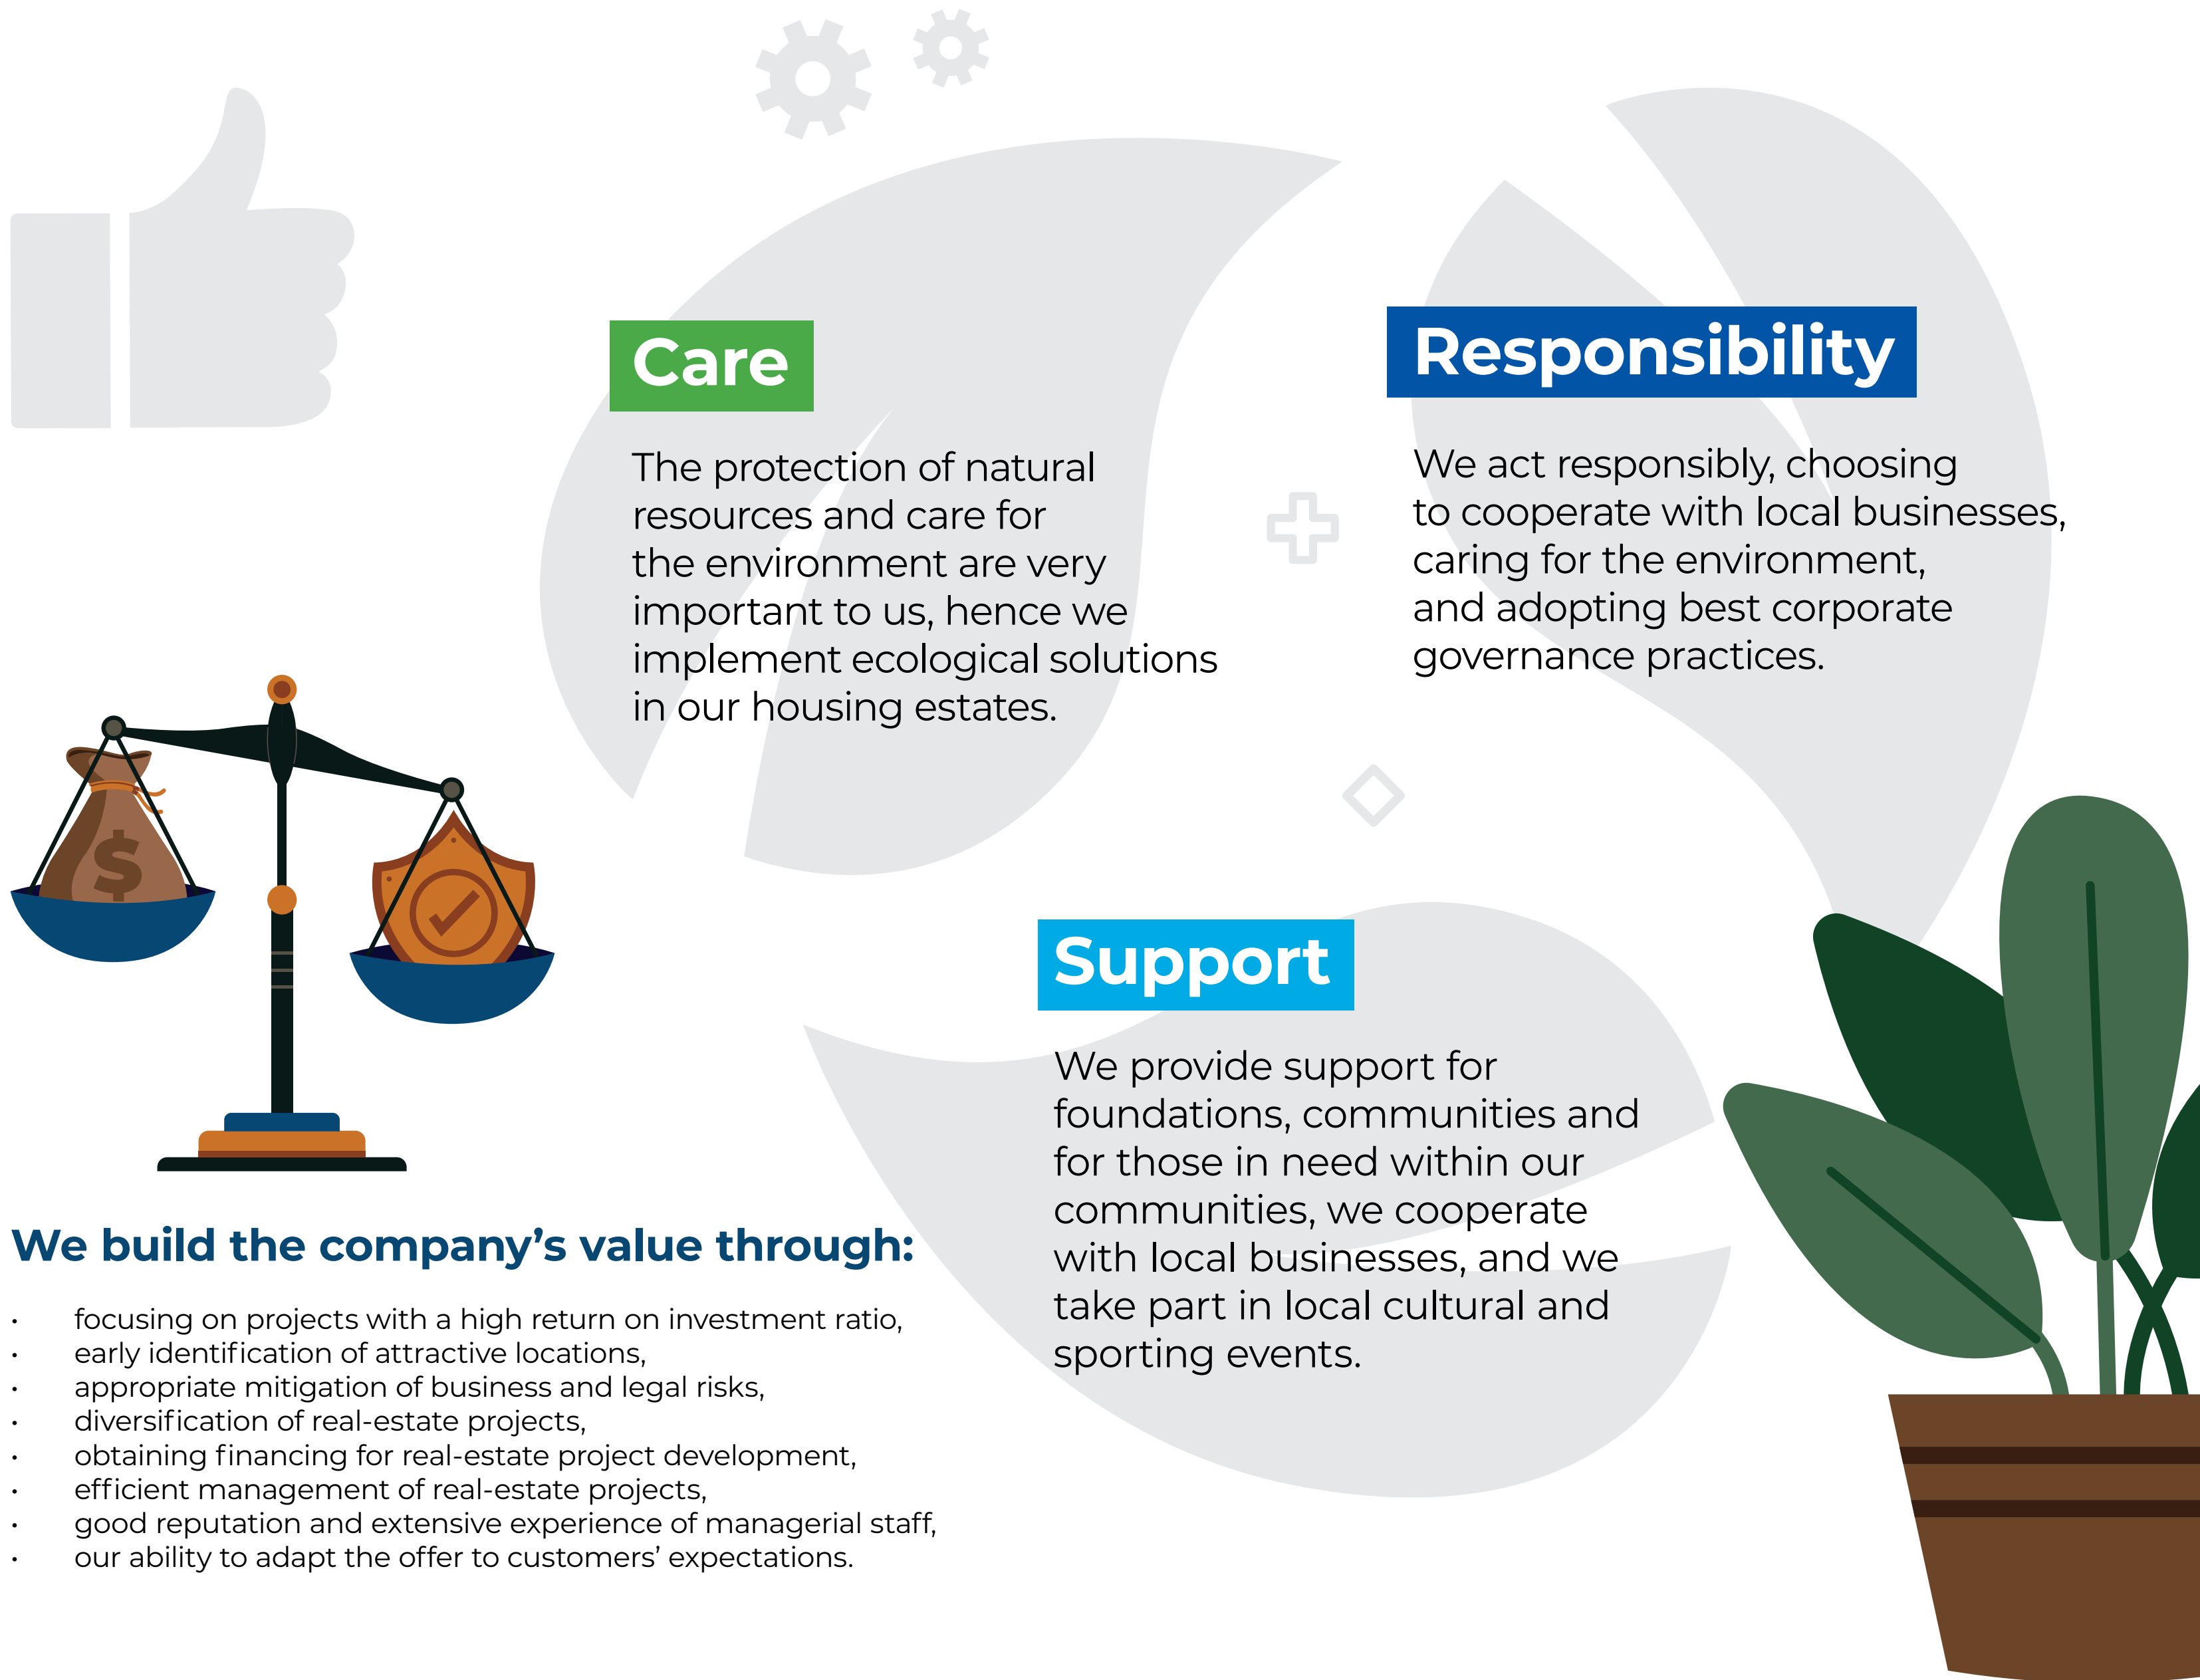 Care
The protection of natural
resources and care for
the environment are very
important to us, hence we
implement ecological solutions
in our housing estates.
Responsibility
We act responsibly, choosing
to cooperate with local businesses,
caring for the environment,
and adopting best corporate
governance practices.
$
Support
We provide support for
foundations, communities and
for those in need within our
communities, we cooperate
with local businesses, and we
take part in local cultural and
sporting events.
We build the company’s value through:
• focusing on projects with a high return on investment ratio,
• early identification of attractive locations,
• appropriate mitigation of business and legal risks,
• diversification of real-estate projects,
• obtaining financing for real-estate project development,
• efficient management of real-estate projects,
• good reputation and extensive experience of managerial staff,
• our ability to adapt the offer to customers’ expectations.